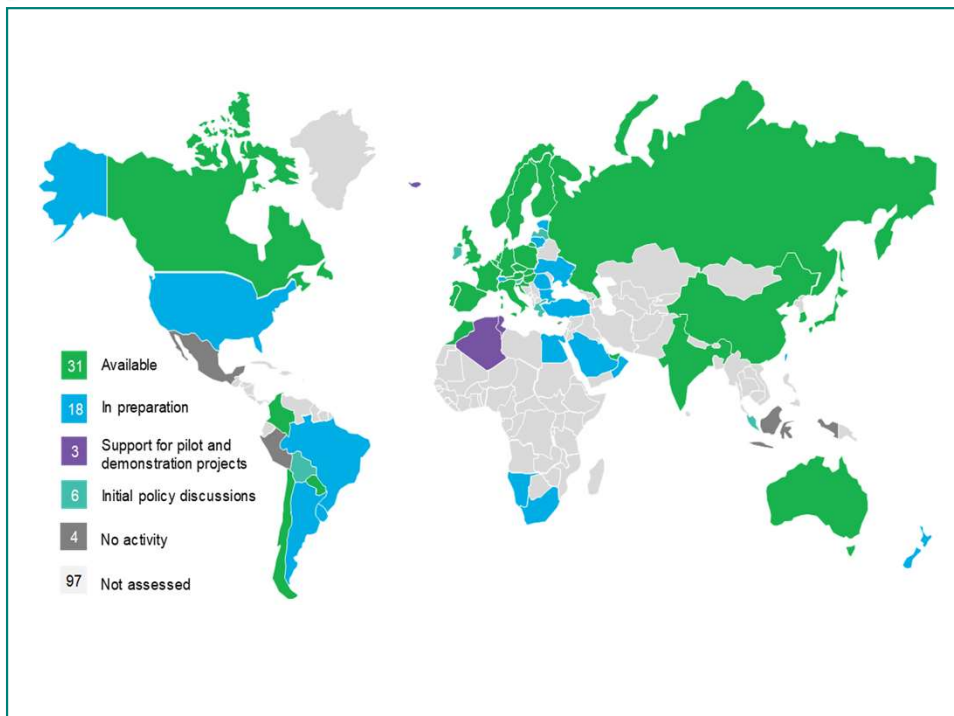 31 Available
18 In preparation
3 Support for pilot and
demonstration projects
6 Initial policy discussions
4 No activity
97 Not assessed